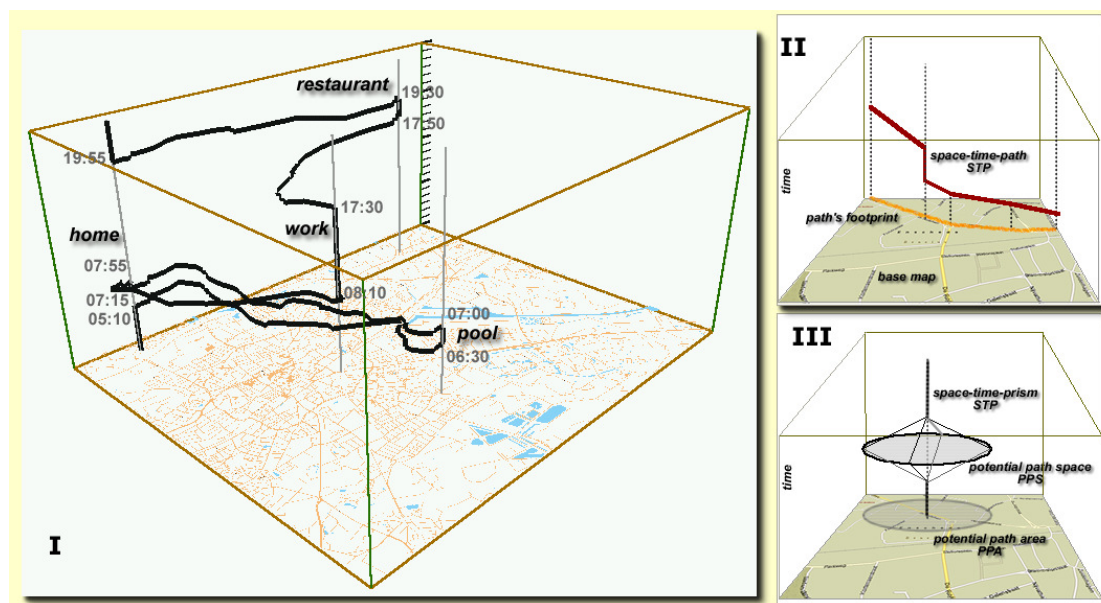 restaurant
19:30
17:50
19:55
17:30
work
home
07:55
07:15
05:10
08:10
07:00
pool
06:30
I
II
space-time-path
STP
time
path's footprint
base map
III
space-time-prism
STP
time
potential path space
PPS
potential path area
PPA